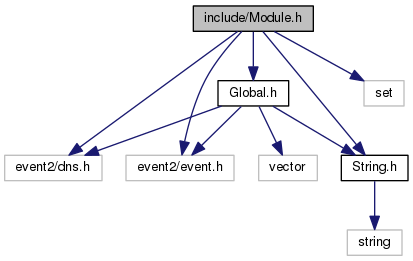 include/Module.h
Global.h
set
event2/dns.h
event2/event.h
vector
String.h
string